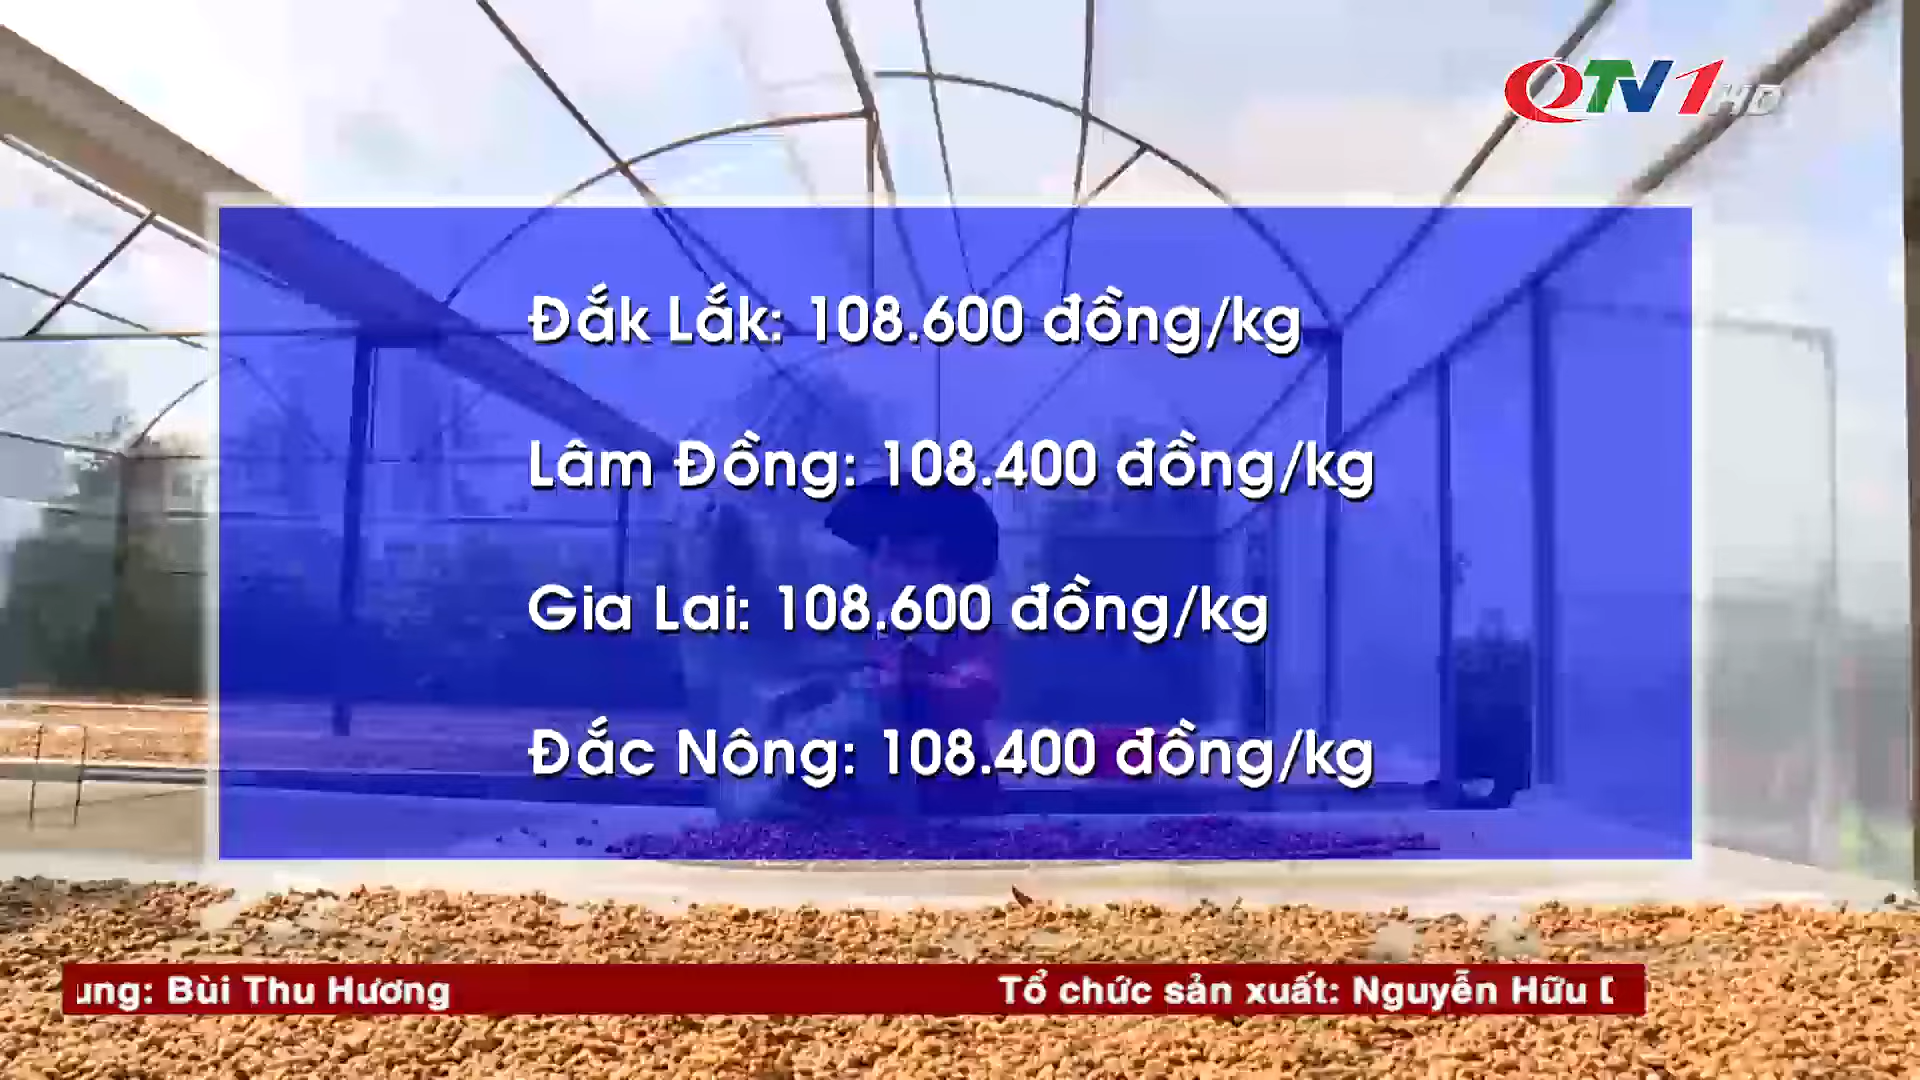 QTV1 HD
Đắk Lắk: 108.600 đồng/kg
Lâm Đồng: 108.400 đồng/kg
Gia Lai: 108.600 đồng/kg
Đắc Nông: 108.400 đồng/kg
ung: Bùi Thu Hương
Tổ chức sản xuất: Nguyễn Hữu